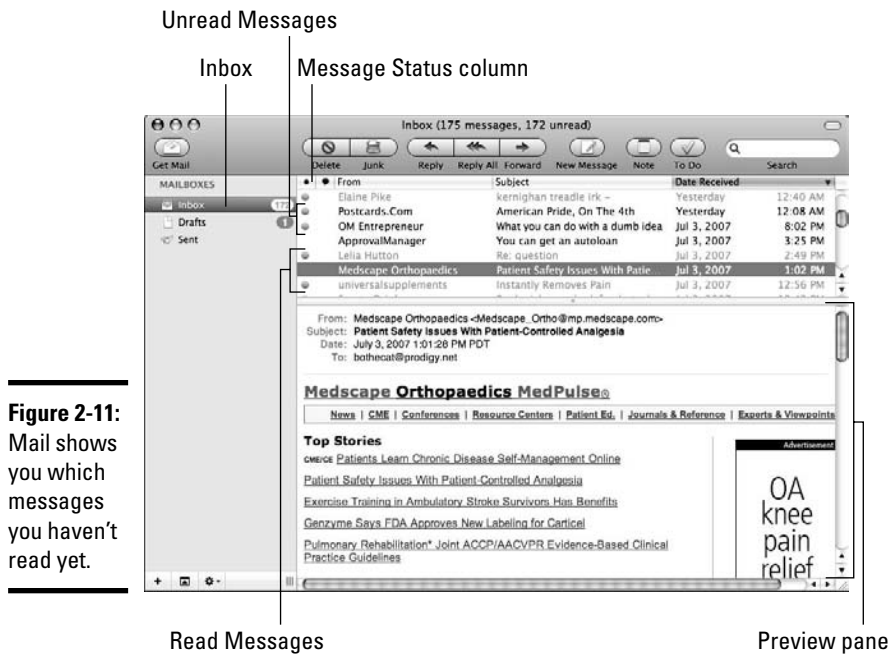 Unread Messages
Inbox
Message Status column
Inbox (175 messages, 172 unread)
Get Mail
Delete Junk Reply Reply All Forward New Message Note To Do Search
MAILBOXES
From Subject Date Received
Inbox 172
Drafts 1
Sent
Elaine Pike kernighan treadle irk – Yesterday 12:40 AM
Postcards.Com American Pride, On The 4th Yesterday 12:08 AM
OM Entrepreneur What you can do with a dumb idea Jul 3, 2007 8:02 PM
ApprovalManager You can get an autoloan Jul 3, 2007 3:25 PM
Lelia Hutton Re: question Jul 3, 2007 2:49 PM
Medscape Orthopaedics Patient Safety Issues With Patie... Jul 3, 2007 1:02 PM
universalsupplements Instantly Removes Pain Jul 3, 2007 12:56 PM
From: Medscape Orthopaedics <Medscape_Ortho@mp.medscape.com>
Subject: Patient Safety Issues With Patient-Controlled Analgesia
Date: July 3, 2007 1:01:28 PM PDT
To: bothecat@prodigy.net
Medscape Orthopaedics MedPulse®
News | CME | Conferences | Resource Centers | Patient Ed. | Journals & Reference | Experts & Viewpoints
Top Stories
CME/CE Patients Learn Chronic Disease Self-Management Online
Patient Safety Issues With Patient-Controlled Analgesia
Exercise Training in Ambulatory Stroke Survivors Has Benefits
Genzyme Says FDA Approves New Labeling for Carticel
Pulmonary Rehabilitation* Joint ACCP/AACVPR Evidence-Based Clinical
Practice Guidelines
Advertisement
OA
knee
pain
relief
Figure 2-11:
Mail shows
you which
messages
you haven't
read yet.
Read Messages
Preview pane